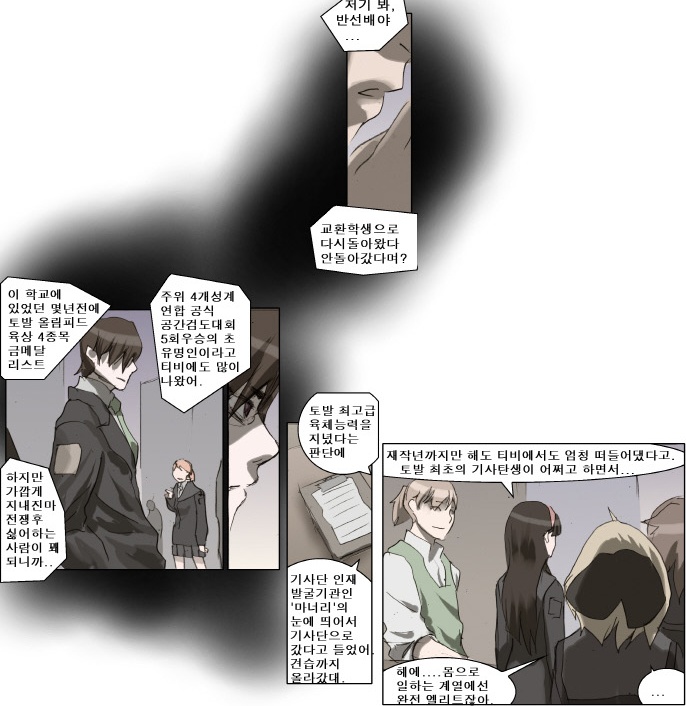 저기 봐,
반선배야
...
교환학생으로
다시돌아왔다
안돌아갔다며?
이 학교에
있었던 몇년전에
토발 올림피드
육상 4종목
금메달
리스트
주위 4개성계
연합 공식
공간검도대회
5회우승의 초
유명인이라고
티비에도 많이
나왔어.
하지만
가깝게
지내진마
전쟁후
싫어하는
사람이 꽤
되니까..
토발 최고급
육체능력을
지녔다는
판단에
기사단 인재
발굴기관인
'마너리'의
눈에 띄어서
기사단으로
갔다고 들었어.
견습까지
올라갔대.
재작년까지만 해도 티비에서도 엄청 떠들어댔다고.
토발 최초의 기사탄생이 어쩌고 하면서...
헤에....몸으로
일하는 계열에선
완전 엘리트잖아.
...